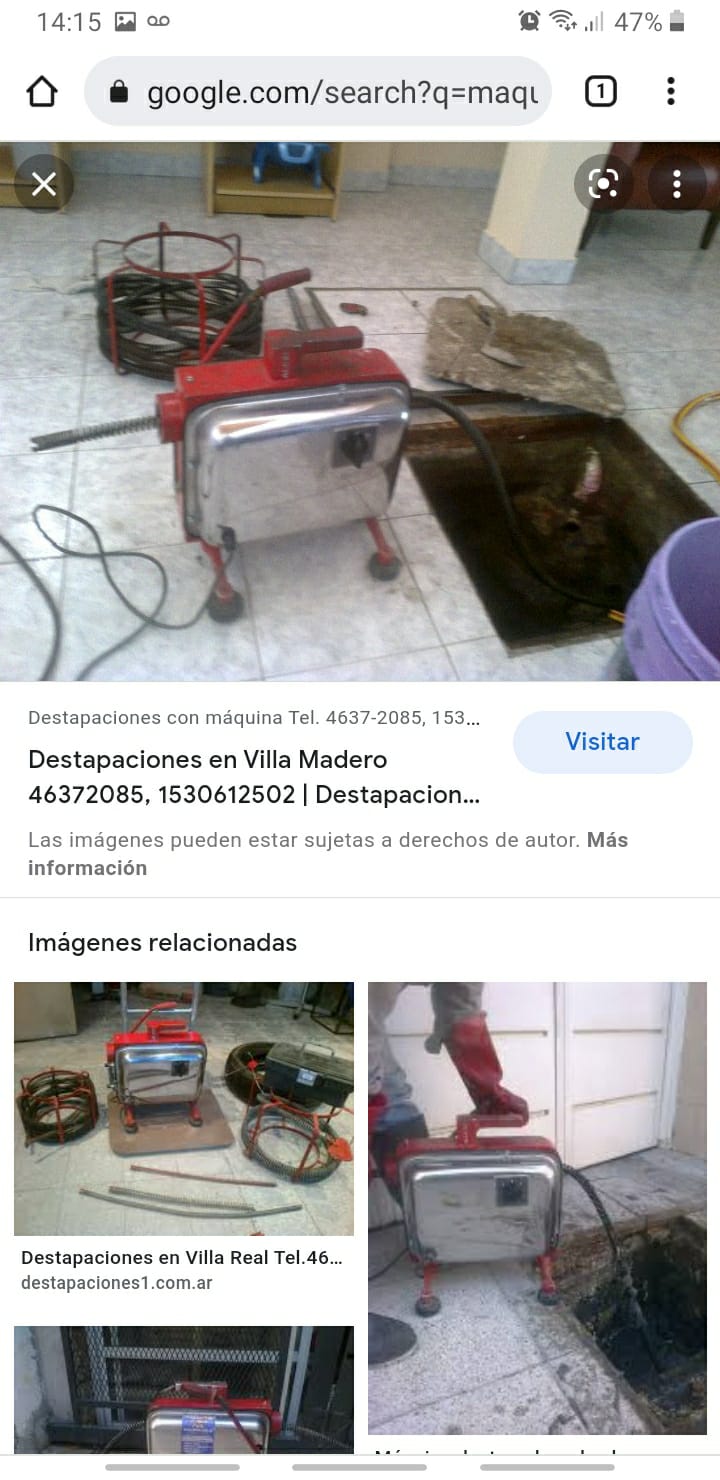 14:15
47%
google.com/search?q=maqu
1
Destapaciones con máquina Tel. 4637-2085, 153...
Destapaciones en Villa Madero
46372085, 1530612502 | Destapacion...
Visitar
Las imágenes pueden estar sujetas a derechos de autor. Más
información
Imágenes relacionadas
Destapaciones en Villa Real Tel.46...
destapaciones1.com.ar